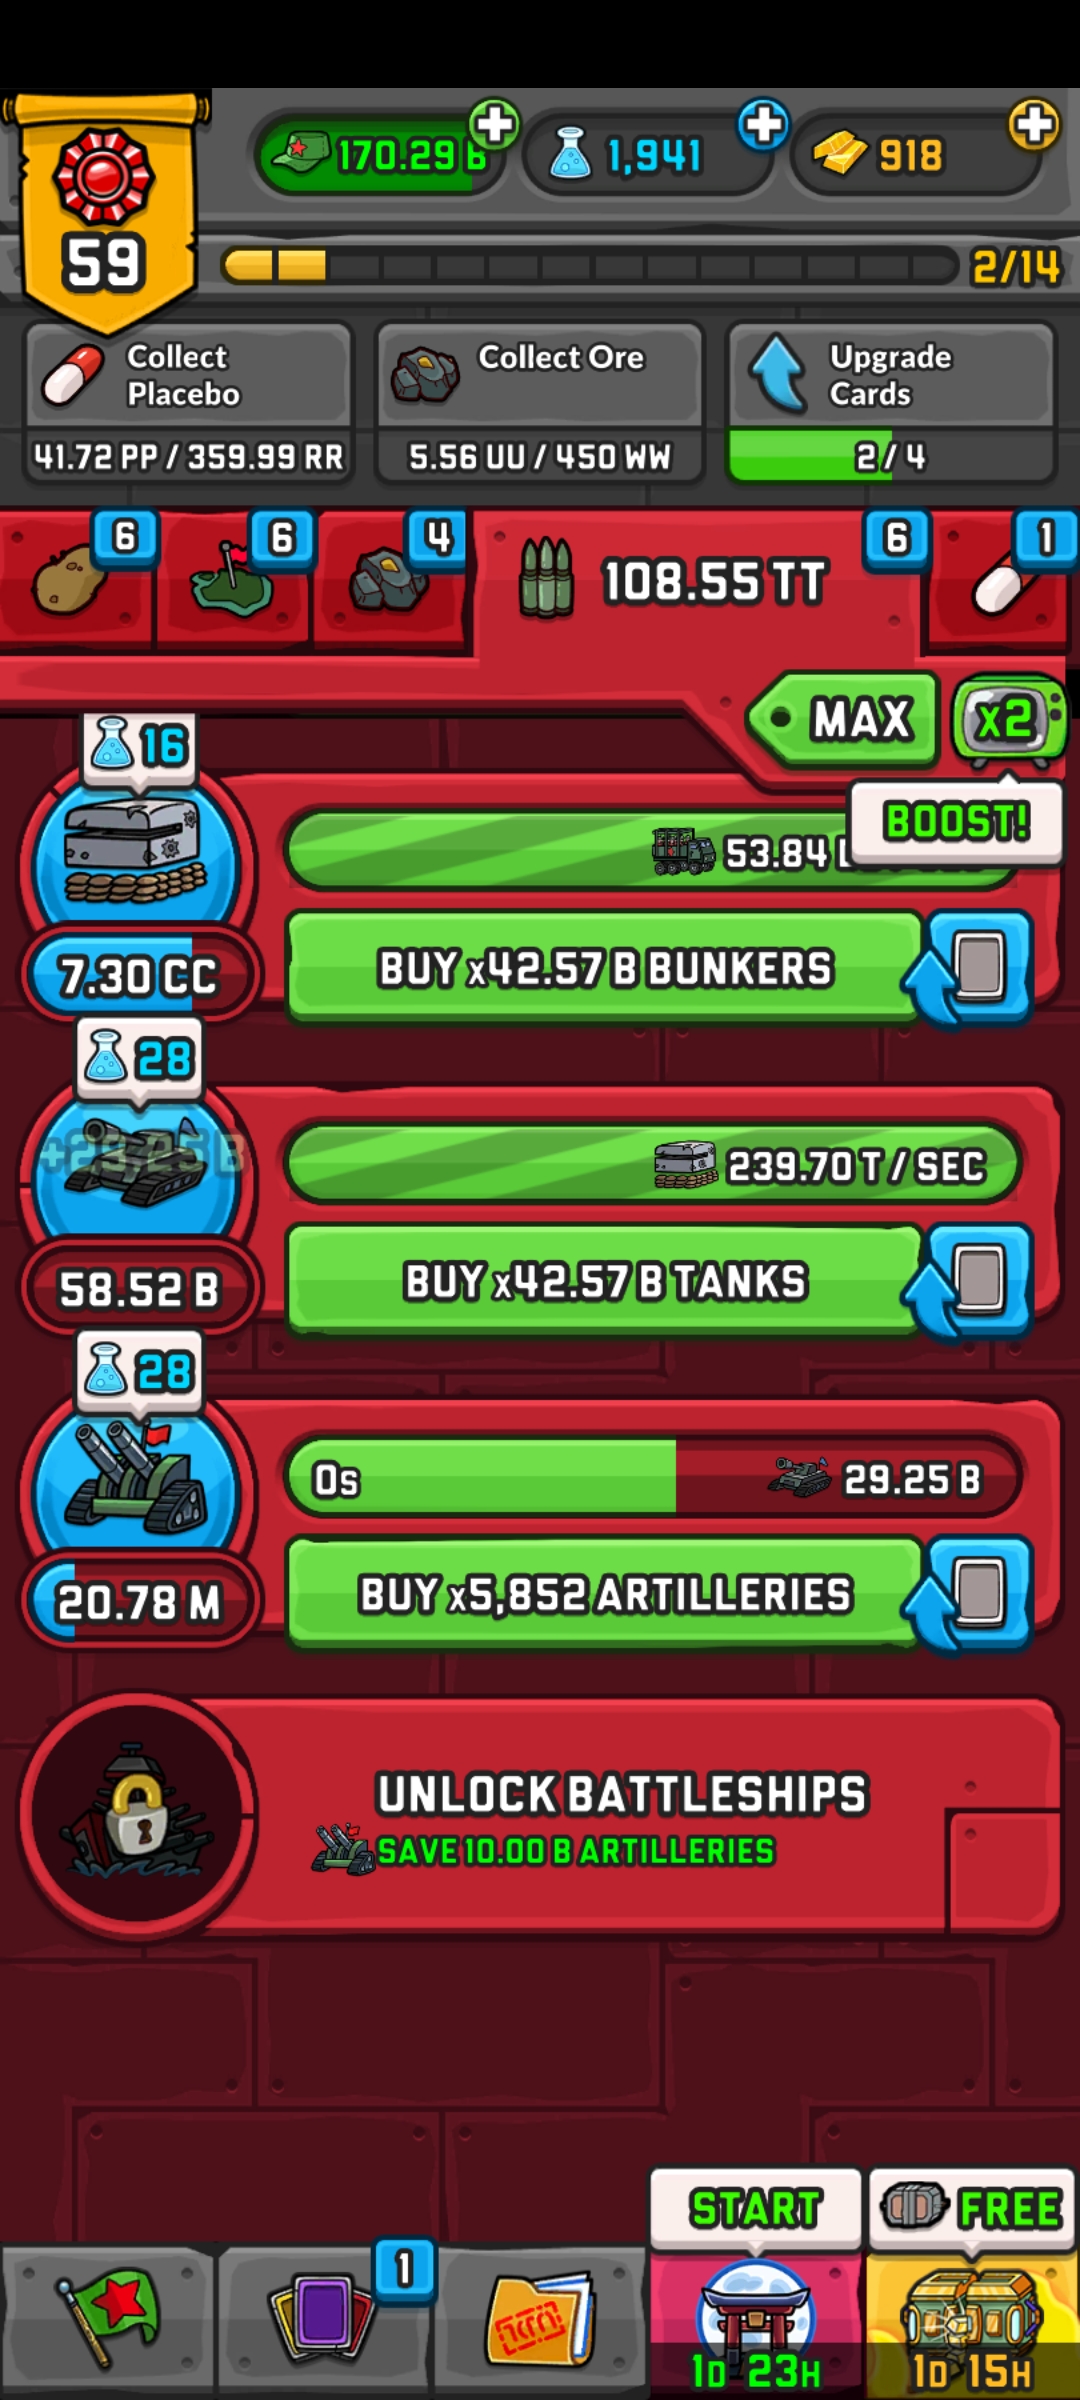 170.29 B
1,941
918
59
2/14
Collect
Placebo
41.72 PP / 359.99 RR
Collect Ore
5.56 UU / 450 WW
Upgrade
Cards
2 / 4
6
6
4
108.55 TT
6
1
MAX
x2
BOOST!
16
53.84
7.30 CC
BUY x42.57 B BUNKERS
28
+29.25 B
239.70 T / SEC
58.52 B
BUY x42.57 B TANKS
28
0s
29.25 B
20.78 M
BUY x5,852 ARTILLERIES
UNLOCK BATTLESHIPS
SAVE 10.00 B ARTILLERIES
START
FREE
1
1D 23H
1D 15H